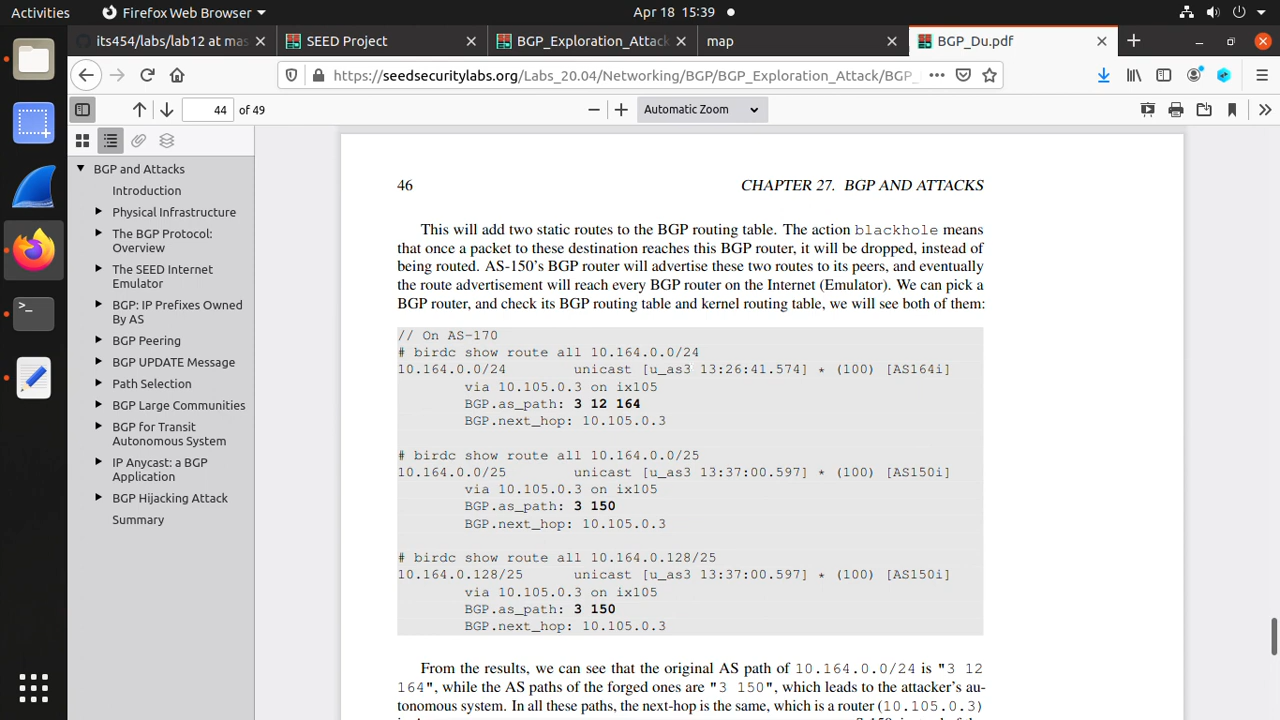 Activities
Firefox Web Browser
Apr 18 15:39
its454/labs/lab12 at mas
SEED Project
BGP_Exploration_Attack
map
BGP_Du.pdf
https://seedsecuritylabs.org/Labs_20.04/Networking/BGP/BGP_Exploration_Attack/BGP_
44 of 49
Automatic Zoom
BGP and Attacks
Introduction
Physical Infrastructure
The BGP Protocol:
Overview
The SEED Internet
Emulator
BGP: IP Prefixes Owned
By AS
BGP Peering
BGP UPDATE Message
Path Selection
BGP Large Communities
BGP for Transit
Autonomous System
IP Anycast: a BGP
Application
BGP Hijacking Attack
Summary
46 CHAPTER 27. BGP AND ATTACKS
This will add two static routes to the BGP routing table. The action blackhole means
that once a packet to these destination reaches this BGP router, it will be dropped, instead of
being routed. AS-150's BGP router will advertise these two routes to its peers, and eventually
the route advertisement will reach every BGP router on the Internet (Emulator). We can pick a
BGP router, and check its BGP routing table and kernel routing table, we will see both of them:
// On AS-170
# birdc show route all 10.164.0.0/24
10.164.0.0/24 unicast [u_as3 13:26:41.574] * (100) [AS164i]
via 10.105.0.3 on ix105
BGP.as_path: 3 12 164
BGP.next_hop: 10.105.0.3
# birdc show route all 10.164.0.0/25
10.164.0.0/25 unicast [u_as3 13:37:00.597] * (100) [AS150i]
via 10.105.0.3 on ix105
BGP.as_path: 3 150
BGP.next_hop: 10.105.0.3
# birdc show route all 10.164.0.128/25
10.164.0.128/25 unicast [u_as3 13:37:00.597] * (100) [AS150i]
via 10.105.0.3 on ix105
BGP.as_path: 3 150
BGP.next_hop: 10.105.0.3
From the results, we can see that the original AS path of 10.164.0.0/24 is "3 12
164", while the AS paths of the forged ones are "3 150", which leads to the attacker's au-
tonomous system. In all these paths, the next-hop is the same, which is a router (10.105.0.3)